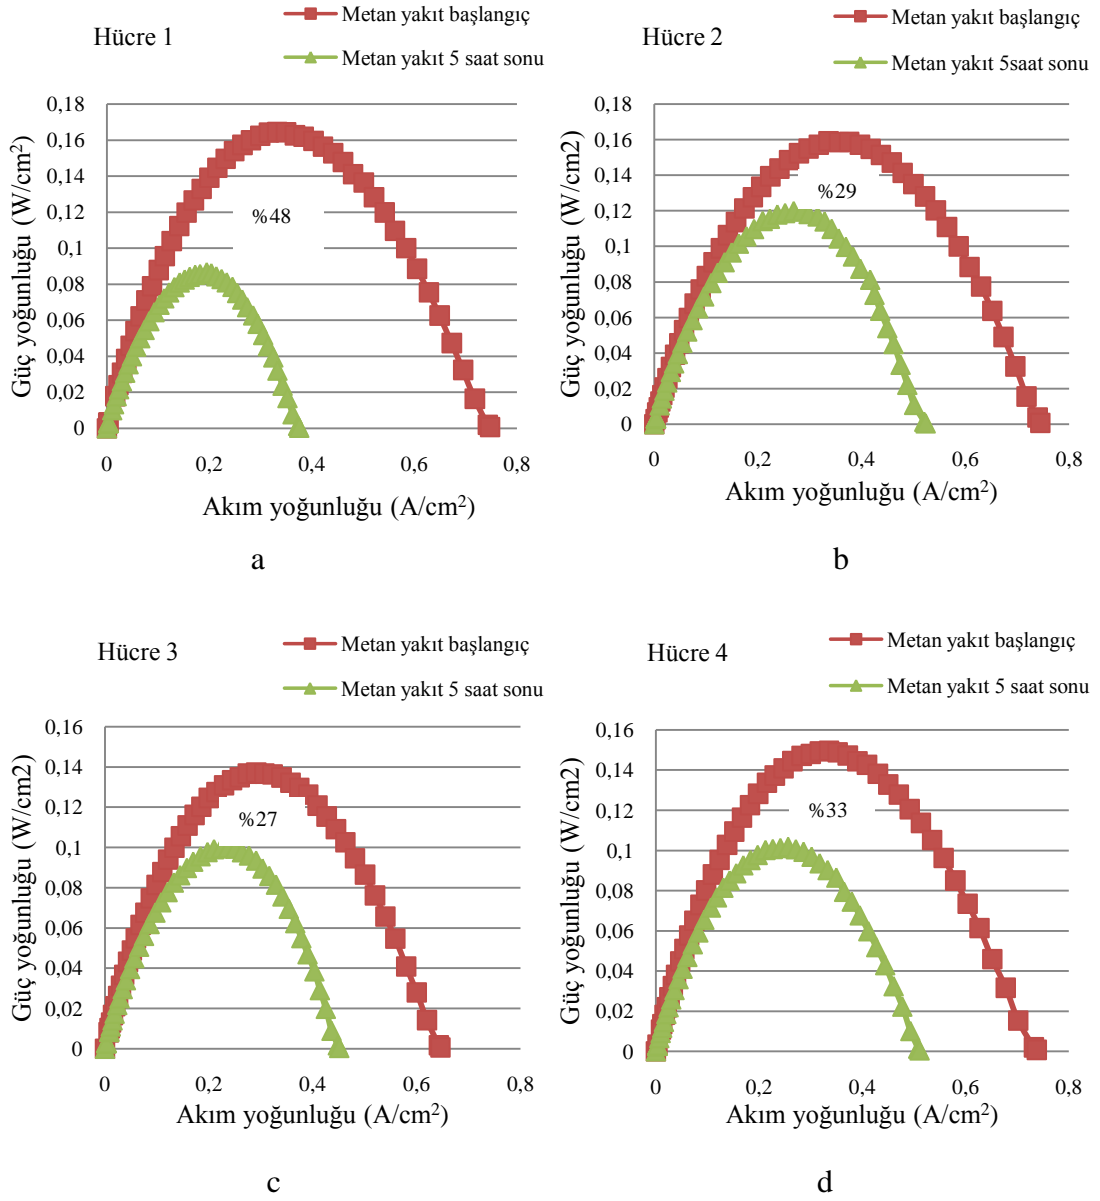 Hücre 1
Metan yakıt başlangıç
Metan yakıt 5 saat sonu
Güç yoğunluğu (W/cm²)
0,18
0,16
0,14
0,12
0,1
0,08
0,06
0,04
0,02
0
%48
0 0,2 0,4 0,6 0,8
Akım yoğunluğu (A/cm²)
a
Hücre 2
Metan yakıt başlangıç
Metan yakıt 5saat sonu
Güç yoğunluğu (W/cm2)
0,18
0,16
0,14
0,12
0,1
0,08
0,06
0,04
0,02
0
%29
0 0,2 0,4 0,6 0,8
Akım yoğunluğu (A/cm²)
b
Hücre 3
Metan yakıt başlangıç
Metan yakıt 5 saat sonu
Güç yoğunluğu (W/cm2)
0,16
0,14
0,12
0,1
0,08
0,06
0,04
0,02
0
%27
0 0,2 0,4 0,6 0,8
Akım yoğunluğu (A/cm²)
c
Hücre 4
Metan yakıt başlangıç
Metan yakıt 5 saat sonu
Güç yoğunluğu (W/cm2)
0,16
0,14
0,12
0,1
0,08
0,06
0,04
0,02
0
%33
0 0,2 0,4 0,6 0,8
Akım yoğunluğu (A/cm²)
d